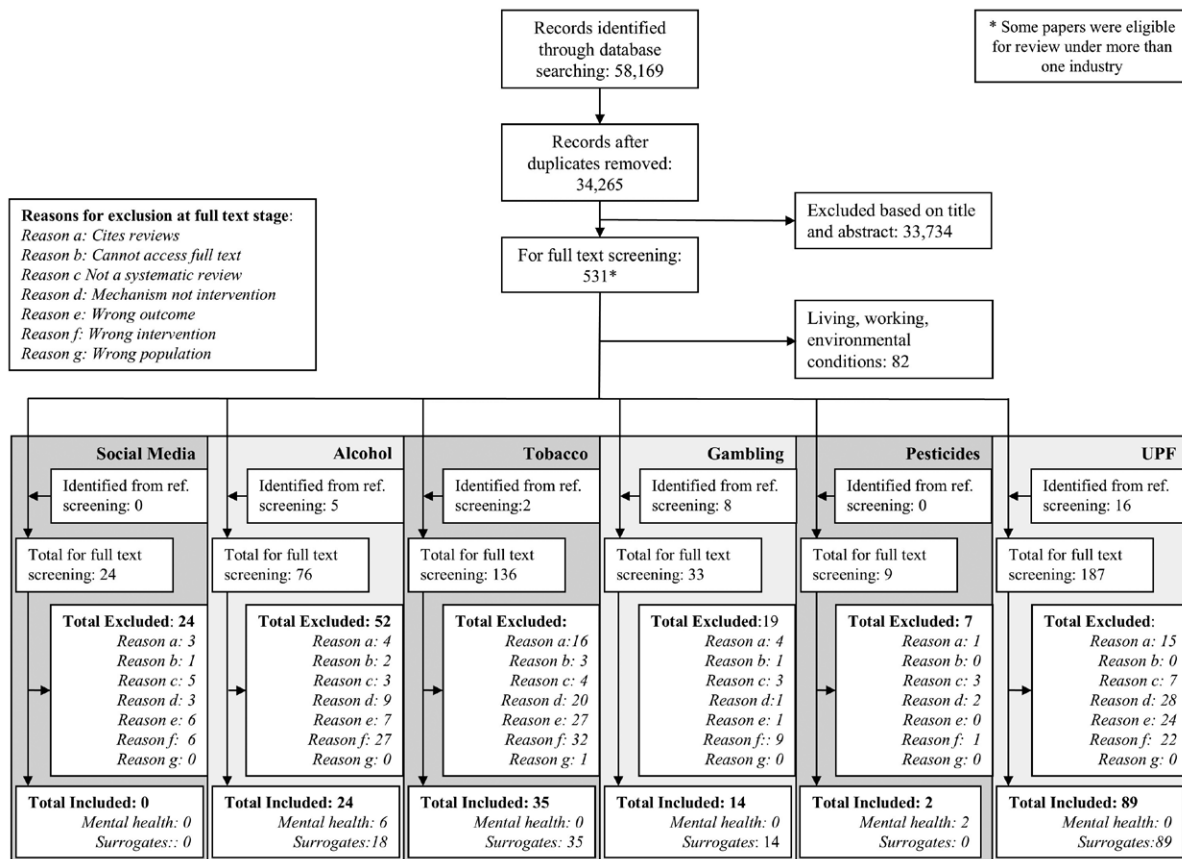 Records identified
through database
searching: 58,169
* Some papers were eligible
for review under more than
one industry
Records after
duplicates removed:
34,265
Reasons for exclusion at full text stage:
Reason a: Cites reviews
Reason b: Cannot access full text
Reason c Not a systematic review
Reason d: Mechanism not intervention
Reason e: Wrong outcome
Reason f: Wrong intervention
Reason g: Wrong population
Excluded based on title
and abstract: 33,734
For full text screening:
531*
Living, working,
environmental
conditions: 82
Social Media
Identified from ref.
screening: 0
Total for full text
screening: 24
Total Excluded: 24
Reason a: 3
Reason b: 1
Reason c: 5
Reason d: 3
Reason e: 6
Reason f: 6
Reason g: 0
Total Included: 0
Mental health: 0
Surrogates:: 0
Alcohol
Identified from ref.
screening: 5
Total for full text
screening: 76
Total Excluded: 52
Reason a: 4
Reason b: 2
Reason c: 3
Reason d: 9
Reason e: 7
Reason f: 27
Reason g: 0
Total Included: 24
Mental health: 6
Surrogates:18
Tobacco
Identified from ref.
screening:2
Total for full text
screening: 136
Total Excluded:
Reason a:16
Reason b: 3
Reason c: 4
Reason d: 20
Reason e: 27
Reason f: 32
Reason g: 1
Total Included: 35
Mental health: 0
Surrogates: 35
Gambling
Identified from ref.
screening: 8
Total for full text
screening: 33
Total Excluded:19
Reason a: 4
Reason b: 1
Reason c: 3
Reason d:1
Reason e: 1
Reason f:: 9
Reason g: 0
Total Included: 14
Mental health: 0
Surrogates: 14
Pesticides
Identified from ref.
screening: 0
Total for full text
screening: 9
Total Excluded: 7
Reason a: 1
Reason b: 0
Reason c: 3
Reason d: 2
Reason e: 0
Reason f: 1
Reason g: 0
Total Included: 2
Mental health: 2
Surrogates: 0
UPF
Identified from ref.
screening: 16
Total for full text
screening: 187
Total Excluded:
Reason a: 15
Reason b: 0
Reason c: 7
Reason d: 28
Reason e: 24
Reason f: 22
Reason g: 0
Total Included: 89
Mental health: 0
Surrogates:89